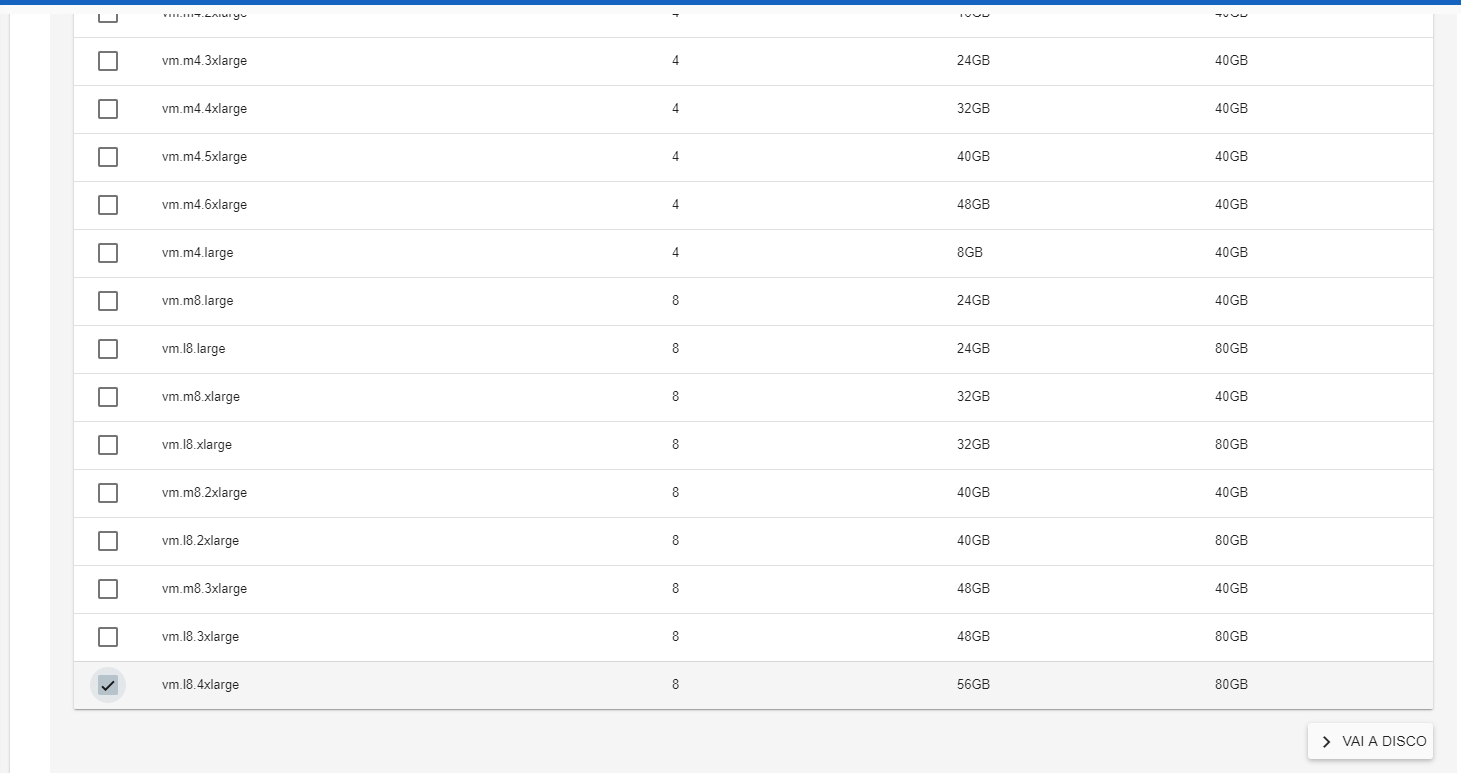 vm.m4.2xlarge 4 16GB 40GB
vm.m4.3xlarge 4 24GB 40GB
vm.m4.4xlarge 4 32GB 40GB
vm.m4.5xlarge 4 40GB 40GB
vm.m4.6xlarge 4 48GB 40GB
vm.m4.large 4 8GB 40GB
vm.m8.large 8 24GB 40GB
vm.l8.large 8 24GB 80GB
vm.m8.xlarge 8 32GB 40GB
vm.l8.xlarge 8 32GB 80GB
vm.m8.2xlarge 8 40GB 40GB
vm.l8.2xlarge 8 40GB 80GB
vm.m8.3xlarge 8 48GB 40GB
vm.l8.3xlarge 8 48GB 80GB
vm.l8.4xlarge 8 56GB 80GB
VAI A DISCO